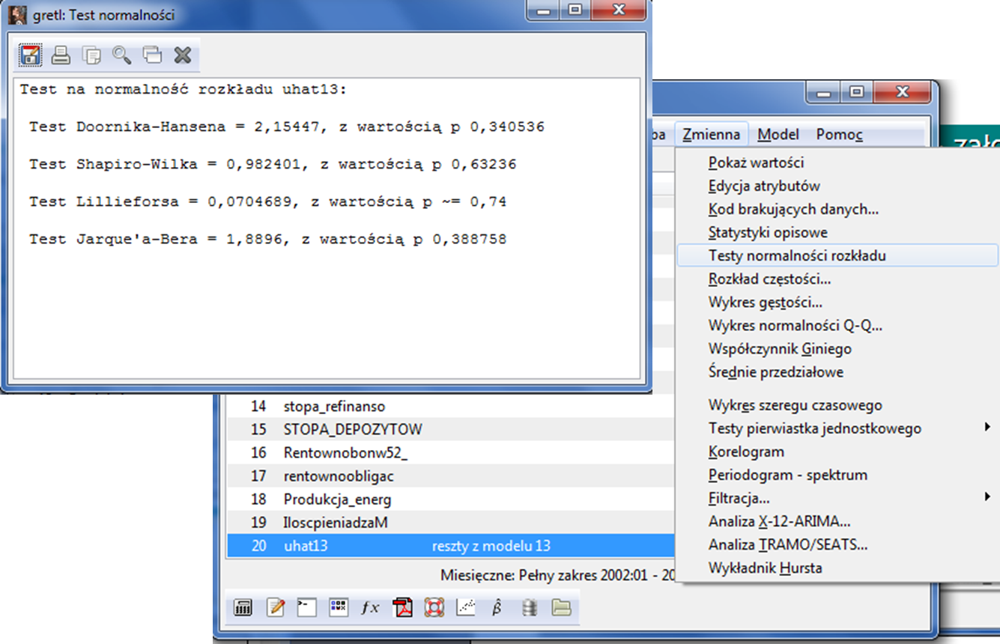 gretl: Test normalności
Test na normalność rozkładu uhat13:
Test Doornika-Hansena = 2,15447, z wartością p 0,340536
Test Shapiro-Wilka = 0,982401, z wartością p 0,63236
Test Lillieforsa = 0,0704689, z wartością p ~= 0,74
Test Jarque'a-Bera = 1,8896, z wartością p 0,388758
Zmienna Model Pomoc
Pokaż wartości
Edycja atrybutów
Kod brakujących danych...
Statystyki opisowe
Testy normalności rozkładu
Rozkład częstości...
Wykres gęstości...
Wykres normalności Q-Q...
Współczynnik Giniego
Średnie przedziałowe
Wykres szeregu czasowego
Testy pierwiastka jednostkowego
Korelogram
Periodogram - spektrum
Filtracja...
Analiza X-12-ARIMA...
Analiza TRAMO/SEATS...
Wykładnik Hursta
14 stopa_refinanso
15 STOPA_DEPOZYTOW
16 Rentownobonw52_
17 rentownoobligac
18 Produkcja_energ
19 IloscpieniadzaM
20 uhat13 reszty z modelu 13
Miesięczne: Pełny zakres 2002:01 - 20
fx
β̂